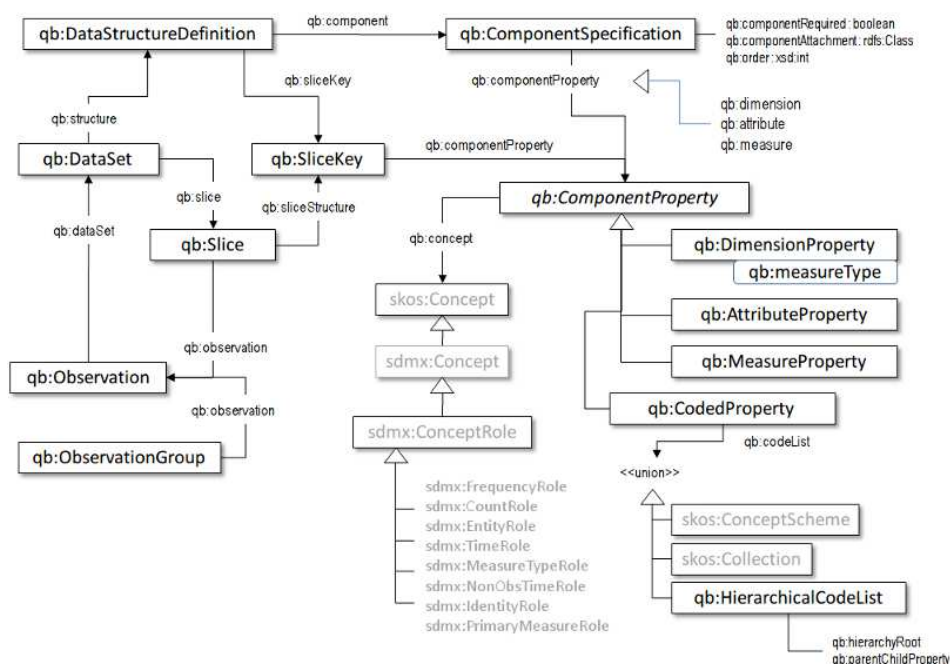 qb:component
qb:DataStructureDefinition
qb:ComponentSpecification
qb:componentRequired: boolean
qb:componentAttachment: rdfs:Class
qb:order: xsd:int
qb:sliceKey
qb:componentProperty
qb:structure
qb:dimension
qb:attribute
qb:measure
qb:DataSet
qb:SliceKey
qb:componentProperty
qb:slice
qb:sliceStructure
qb:ComponentProperty
qb:dataSet
qb:Slice
qb:concept
qb:DimensionProperty
qb:measureType
skos:Concept
qb:AttributeProperty
qb:observation
sdmx:Concept
qb:MeasureProperty
qb:Observation
qb:observation
qb:CodedProperty
sdmx:ConceptRole
qb:codeList
qb:ObservationGroup
<<union>>
sdmx:FrequencyRole
sdmx:CountRole
sdmx:EntityRole
sdmx:TimeRole
sdmx:MeasureTypeRole
sdmx:NonObsTimeRole
sdmx:IdentityRole
sdmx:PrimaryMeasureRole
skos:ConceptScheme
skos:Collection
qb:HierarchicalCodeList
qb:hierarchyRoot
qb:parentChildProperty